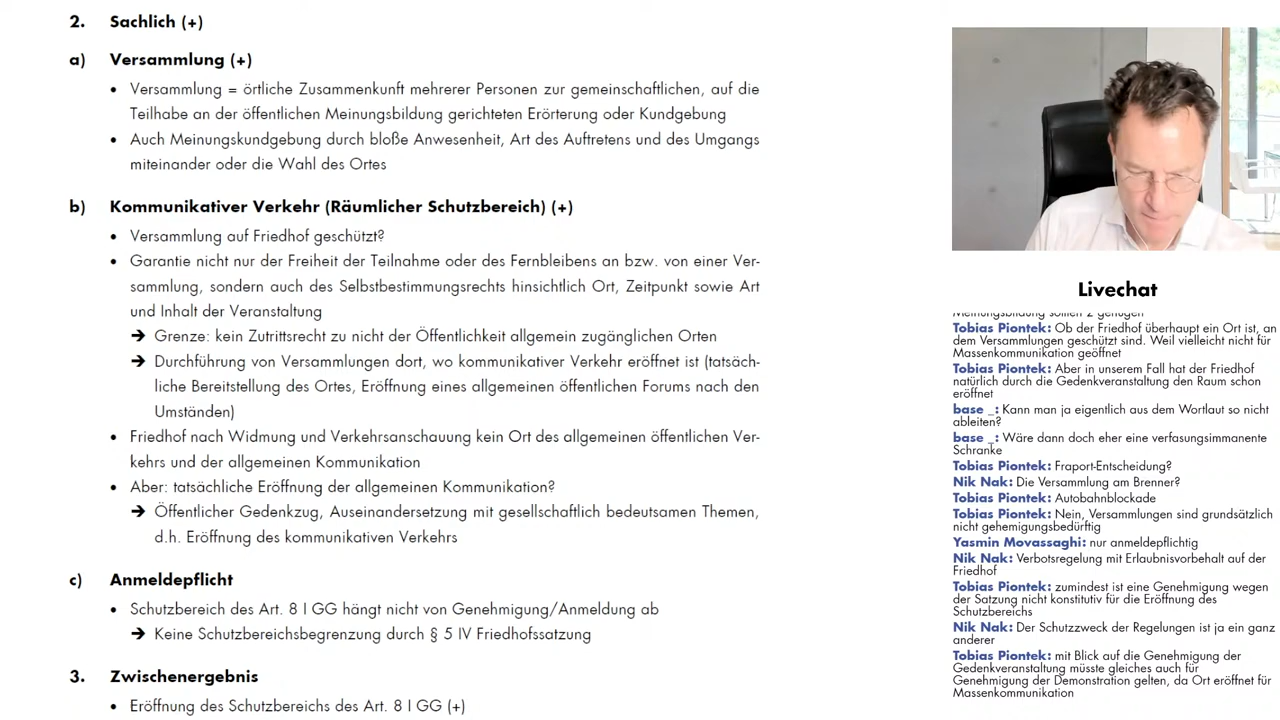 2. Sachlich (+)
a) Versammlung (+)
• Versammlung = örtliche Zusammenkunft mehrerer Personen zur gemeinschaftlichen, auf die
Teilhabe an der öffentlichen Meinungsbildung gerichteten Erörterung oder Kundgebung
• Auch Meinungskundgebung durch bloße Anwesenheit, Art des Auftretens und des Umgangs
miteinander oder die Wahl des Ortes
b) Kommunikativer Verkehr (Räumlicher Schutzbereich) (+)
• Versammlung auf Friedhof geschützt?
• Garantie nicht nur der Freiheit der Teilnahme oder des Fernbleibens an bzw. von einer Ver-
sammlung, sondern auch des Selbstbestimmungsrechts hinsichtlich Ort, Zeitpunkt sowie Art
und Inhalt der Veranstaltung
➔ Grenze: kein Zutrittsrecht zu nicht der Öffentlichkeit allgemein zugänglichen Orten
➔ Durchführung von Versammlungen dort, wo kommunikativer Verkehr eröffnet ist (tatsäch-
liche Bereitstellung des Ortes, Eröffnung eines allgemeinen öffentlichen Forums nach den
Umständen)
• Friedhof nach Widmung und Verkehrsanschauung kein Ort des allgemeinen öffentlichen Ver-
kehrs und der allgemeinen Kommunikation
• Aber: tatsächliche Eröffnung der allgemeinen Kommunikation?
➔ Öffentlicher Gedenkzug, Auseinandersetzung mit gesellschaftlich bedeutsamen Themen,
d.h. Eröffnung des kommunikativen Verkehrs
c) Anmeldepflicht
• Schutzbereich des Art. 8 I GG hängt nicht von Genehmigung/Anmeldung ab
➔ Keine Schutzbereichsbegrenzung durch § 5 IV Friedhofssatzung
3. Zwischenergebnis
• Eröffnung des Schutzbereichs des Art. 8 I GG (+)
Livechat
Meinungsbildung sollten 2 genügen
Tobias Piontek: Ob der Friedhof überhaupt ein Ort ist, an
dem Versammlungen geschützt sind. Weil vielleicht nicht für
Massenkommunikation geöffnet
Tobias Piontek: Aber in unserem Fall hat der Friedhof
natürlich durch die Gedenkveranstaltung den Raum schon
eröffnet
base _: Kann man ja eigentlich aus dem Wortlaut so nicht
ableiten?
base _: Wäre dann doch eher eine verfasungsimmanente
Schranke
Tobias Piontek: Fraport-Entscheidung?
Nik Nak: Die Versammlung am Brenner?
Tobias Piontek: Autobahnblockade
Tobias Piontek: Nein, Versammlungen sind grundsätzlich
nicht gehemigungsbedürftig
Yasmin Movassaghi: nur anmeldepflichtig
Nik Nak: Verbotsregelung mit Erlaubnisvorbehalt auf der
Friedhof
Tobias Piontek: zumindest ist eine Genehmigung wegen
der Satzung nicht konstitutiv für die Eröffnung des
Schutzbereichs
Nik Nak: Der Schutzzweck der Regelungen ist ja ein ganz
anderer
Tobias Piontek: mit Blick auf die Genehmigung der
Gedenkveranstaltung müsste gleiches auch für
Genehmigung der Demonstration gelten, da Ort eröffnet für
Massenkommunikation